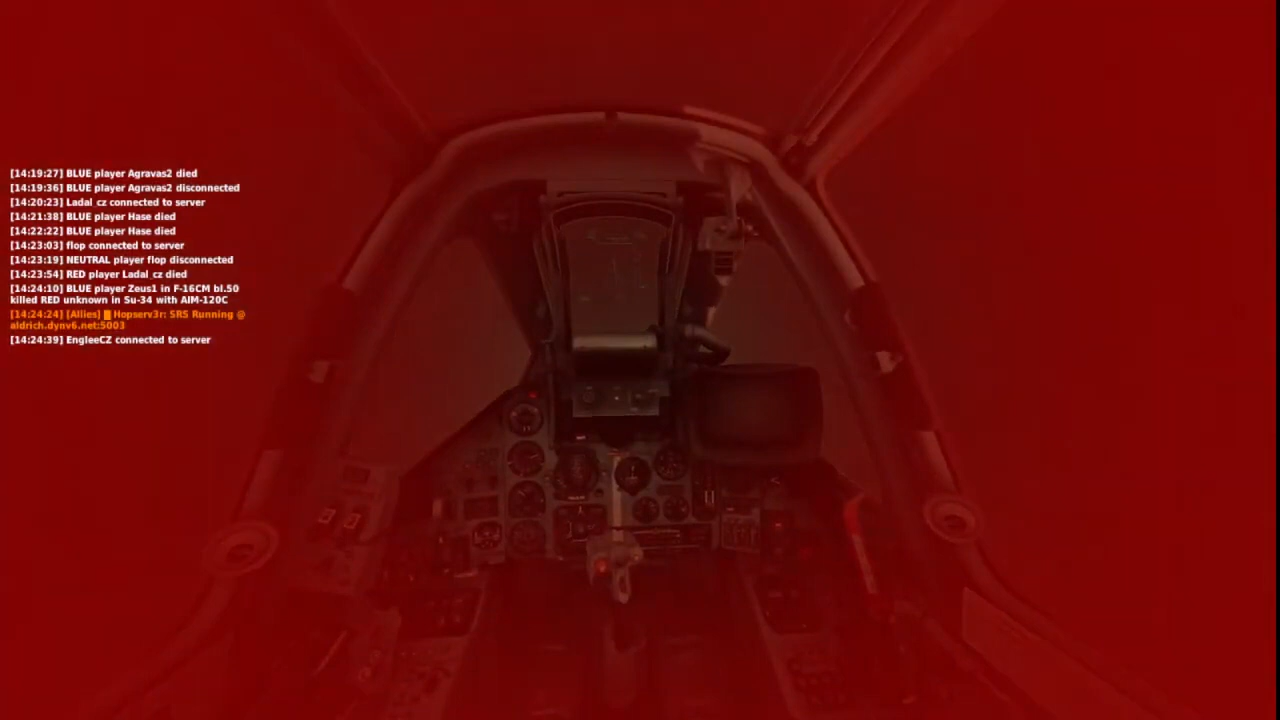 [14:19:27] BLUE player Agravas2 died
[14:19:36] BLUE player Agravas2 disconnected
[14:20:23] Ladal_cz connected to server
[14:21:38] BLUE player Hase died
[14:22:22] BLUE player Hase died
[14:23:03] flop connected to server
[14:23:19] NEUTRAL player flop disconnected
[14:23:54] RED player Ladal_cz died
[14:24:10] BLUE player Zeus1 in F-16CM bl.50
killed RED unknown in Su-34 with AIM-120C
[14:24:24] [Allies] █ Hopserv3r: SRS Running @
aldrich.dynv6.net:5003
[14:24:39] EngleeCZ connected to server